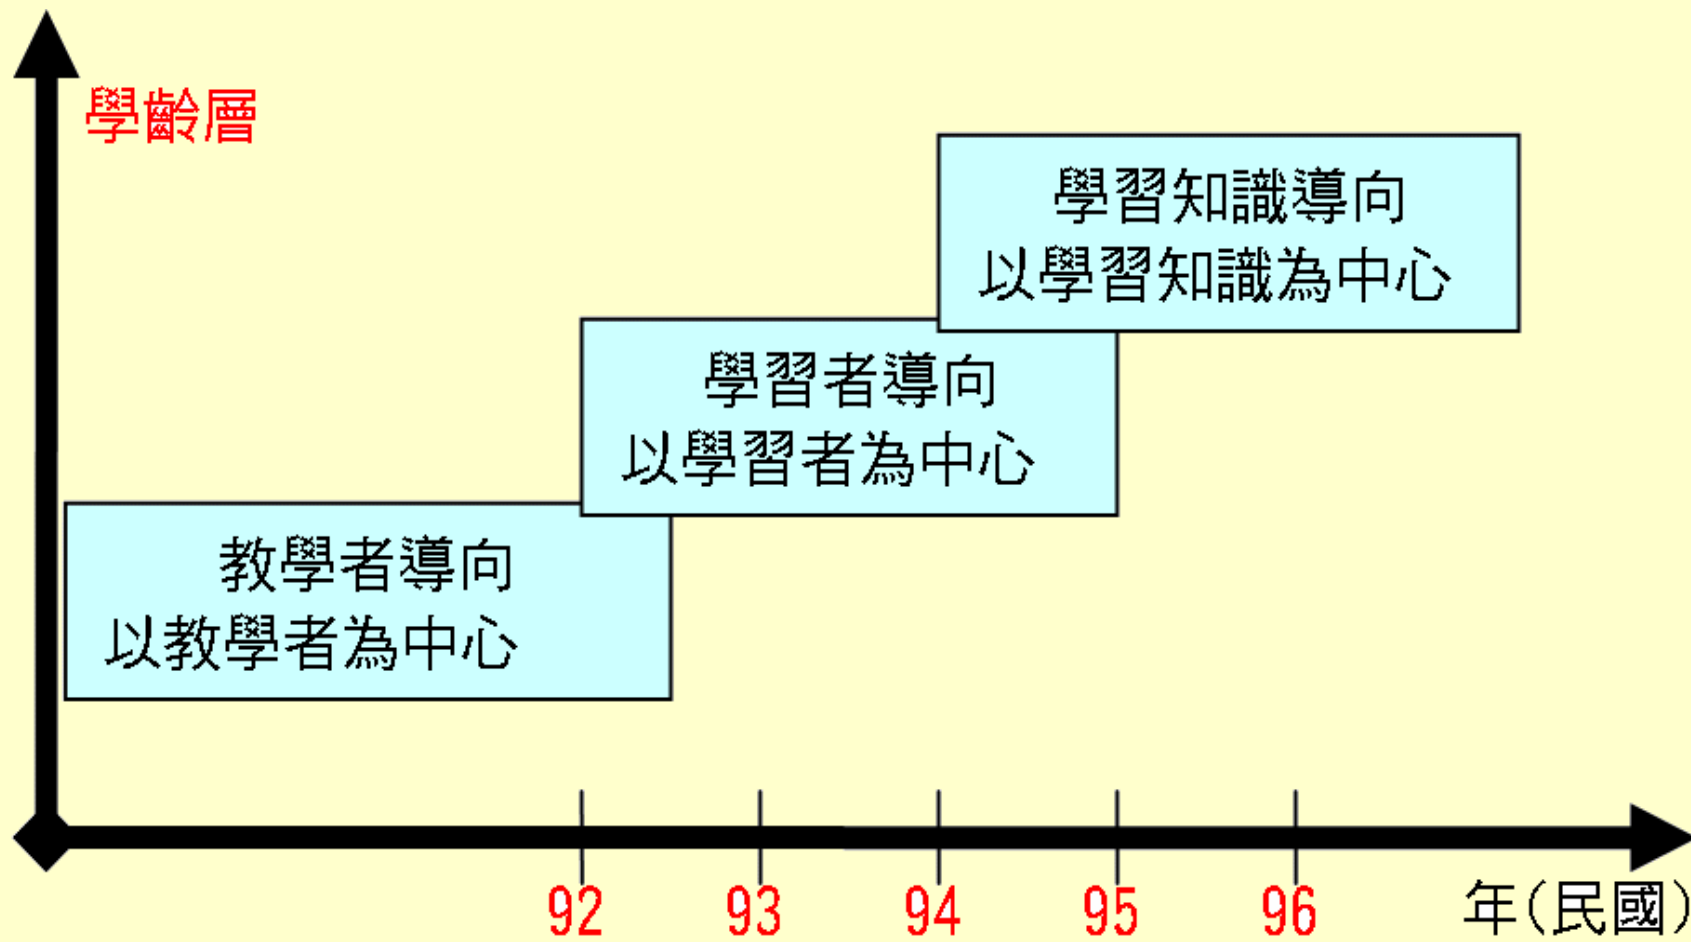 學齡層
學習知識導向
以學習知識為中心
學習者導向
以學習者為中心
教學者導向
以教學者為中心
92 93 94 95 96 年(民國)